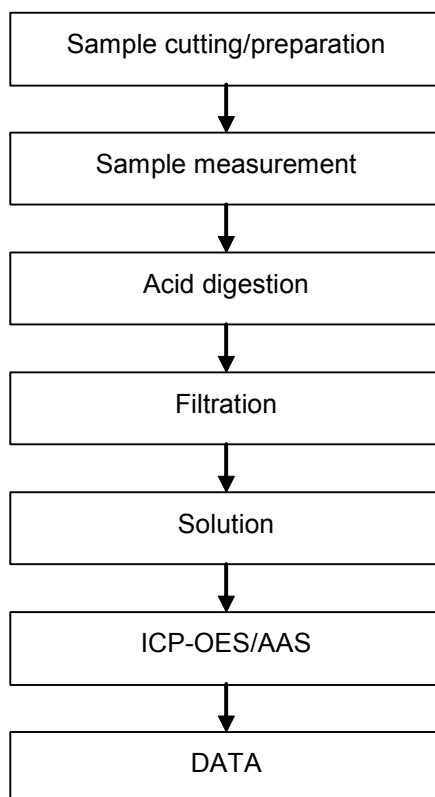 Sample cutting/preparation
Sample measurement
Acid digestion
Filtration
Solution
ICP-OES/AAS
DATA